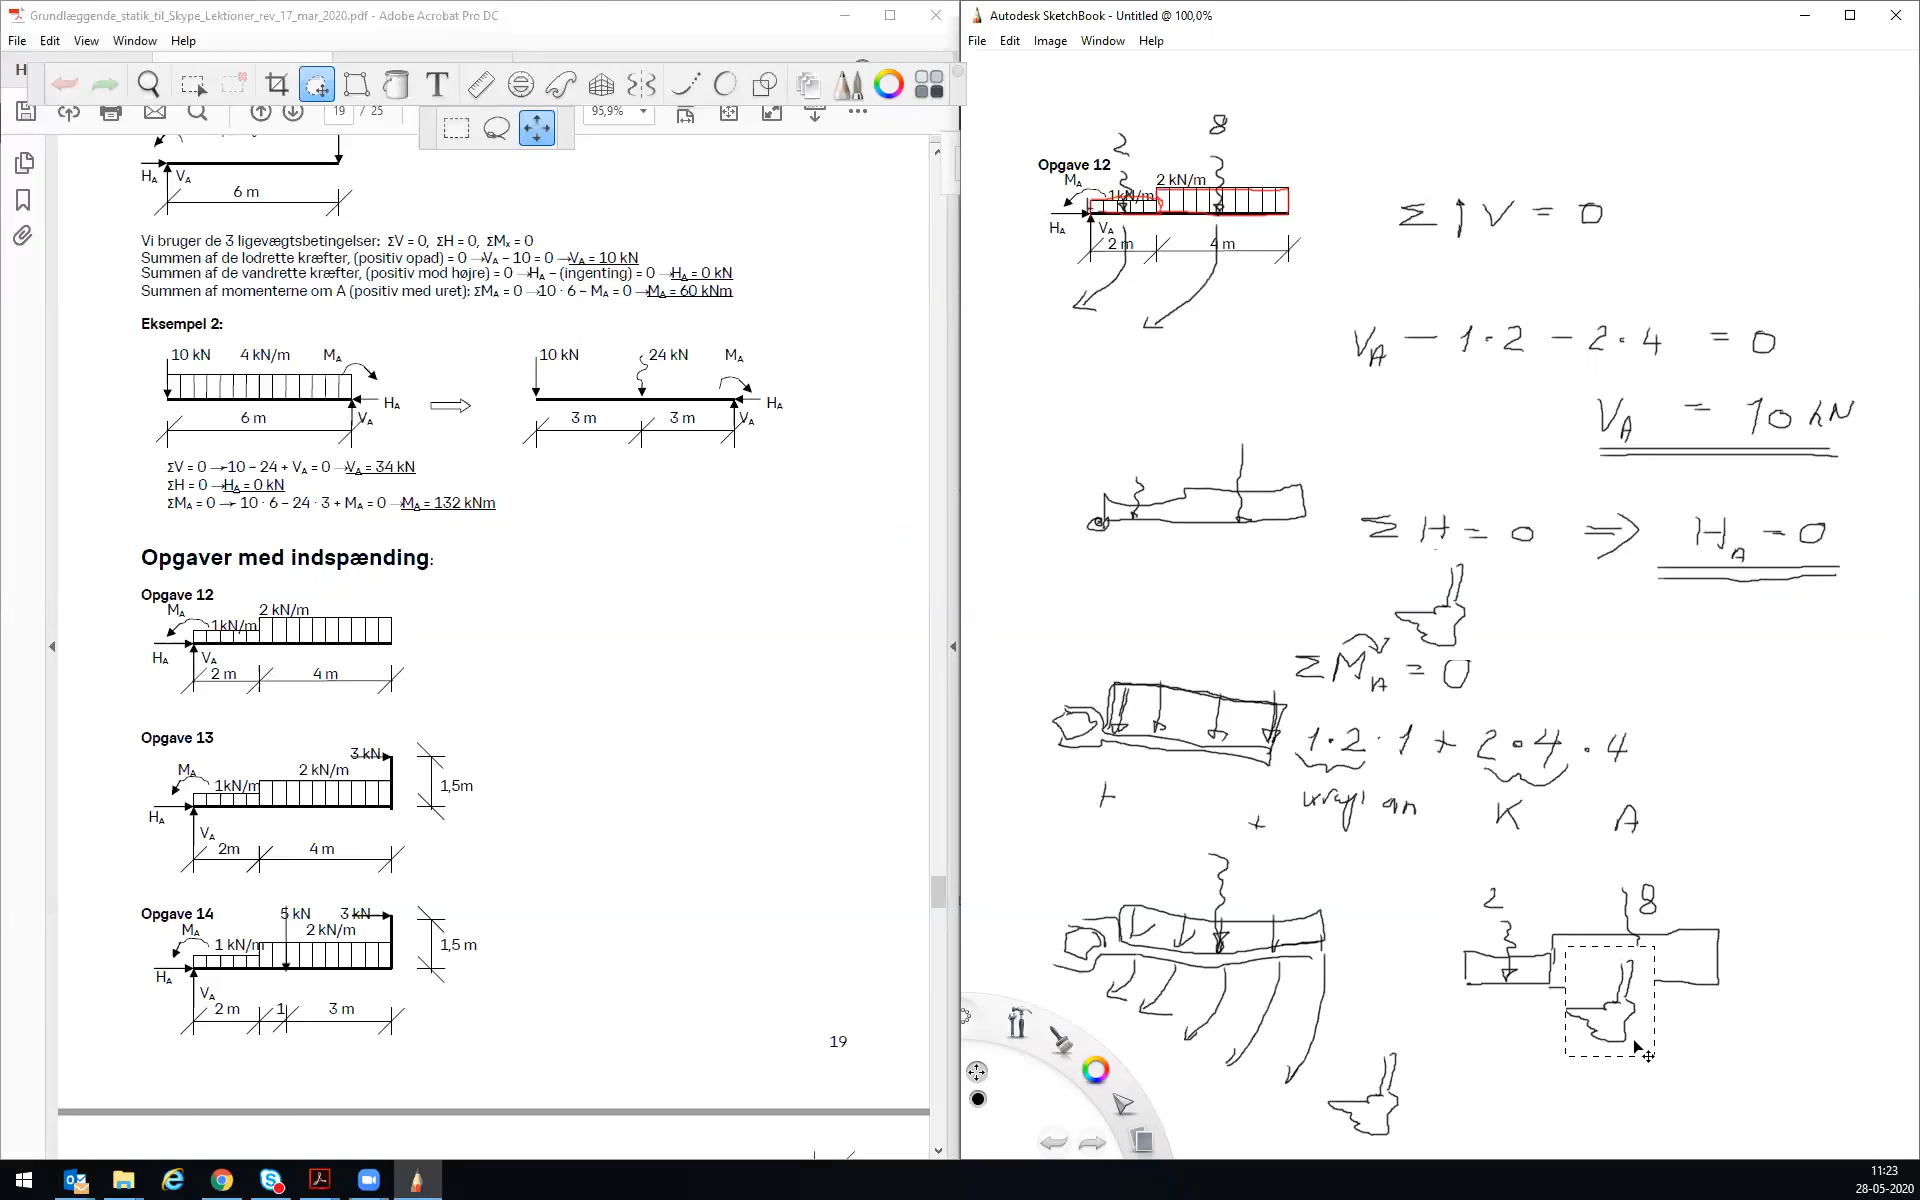 Grundlæggende_statik_til_Skype_Lektioner_rev_17_mar_2020.pdf - Adobe Acrobat Pro DC
File Edit View Window Help
H
19 / 25
95,9%
HA VA
6 m
Vi bruger de 3 ligevægtsbetingelser: ΣV = 0, ΣH = 0, ΣMx = 0
Summen af de lodrette kræfter, (positiv opad) = 0 → VA – 10 = 0 → VA = 10 kN
Summen af de vandrette kræfter, (positiv mod højre) = 0 → HA – (ingenting) = 0 → HA = 0 kN
Summen af momenterne om A (positiv med uret): ΣMA = 0 → 10 · 6 – MA = 0 → MA = 60 kNm
Eksempel 2:
10 kN 4 kN/m MA
HA
6 m VA
10 kN 24 kN MA
HA
3 m 3 m VA
ΣV = 0 → -10 – 24 + VA = 0 → VA = 34 kN
ΣH = 0 → HA = 0 kN
ΣMA = 0 → - 10 · 6 – 24 · 3 + MA = 0 → MA = 132 kNm
Opgaver med indspænding:
Opgave 12
MA 2 kN/m
1kN/m
HA VA
2 m 4 m
Opgave 13
3 kN
MA 2 kN/m
1kN/m 1,5m
HA
VA
2m 4 m
Opgave 14 5 kN 3 kN
MA 2 kN/m
1 kN/m 1,5 m
HA
VA
2 m 1 3 m
19
Autodesk SketchBook - Untitled @ 100,0%
File Edit Image Window Help
2 8
Opgave 12
MA 2 kN/m
1kN/m
HA VA
2 m 4 m
Σ ↑ V = 0
VA – 1·2 – 2·4 = 0
VA = 10 kN
Σ H = 0 ⇒ HA = 0
Σ MA = 0
1·2·1 + 2·4·4
+
+
K A
2 8
11:23
28-05-2020